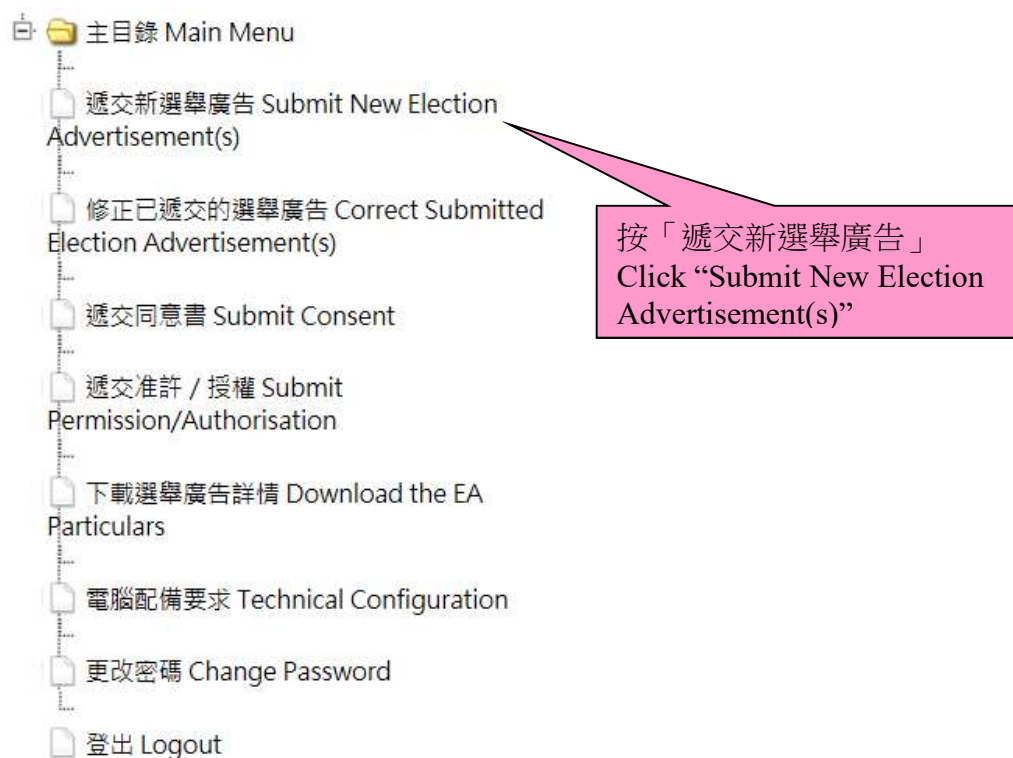 主目錄 Main Menu
遞交新選舉廣告 Submit New Election
Advertisement(s)
修正已遞交的選舉廣告 Correct Submitted
Election Advertisement(s)
遞交同意書 Submit Consent
遞交准許 / 授權 Submit
Permission/Authorisation
下載選舉廣告詳情 Download the EA
Particulars
電腦配備要求 Technical Configuration
更改密碼 Change Password
登出 Logout
按「遞交新選舉廣告」
Click “Submit New Election
Advertisement(s)”